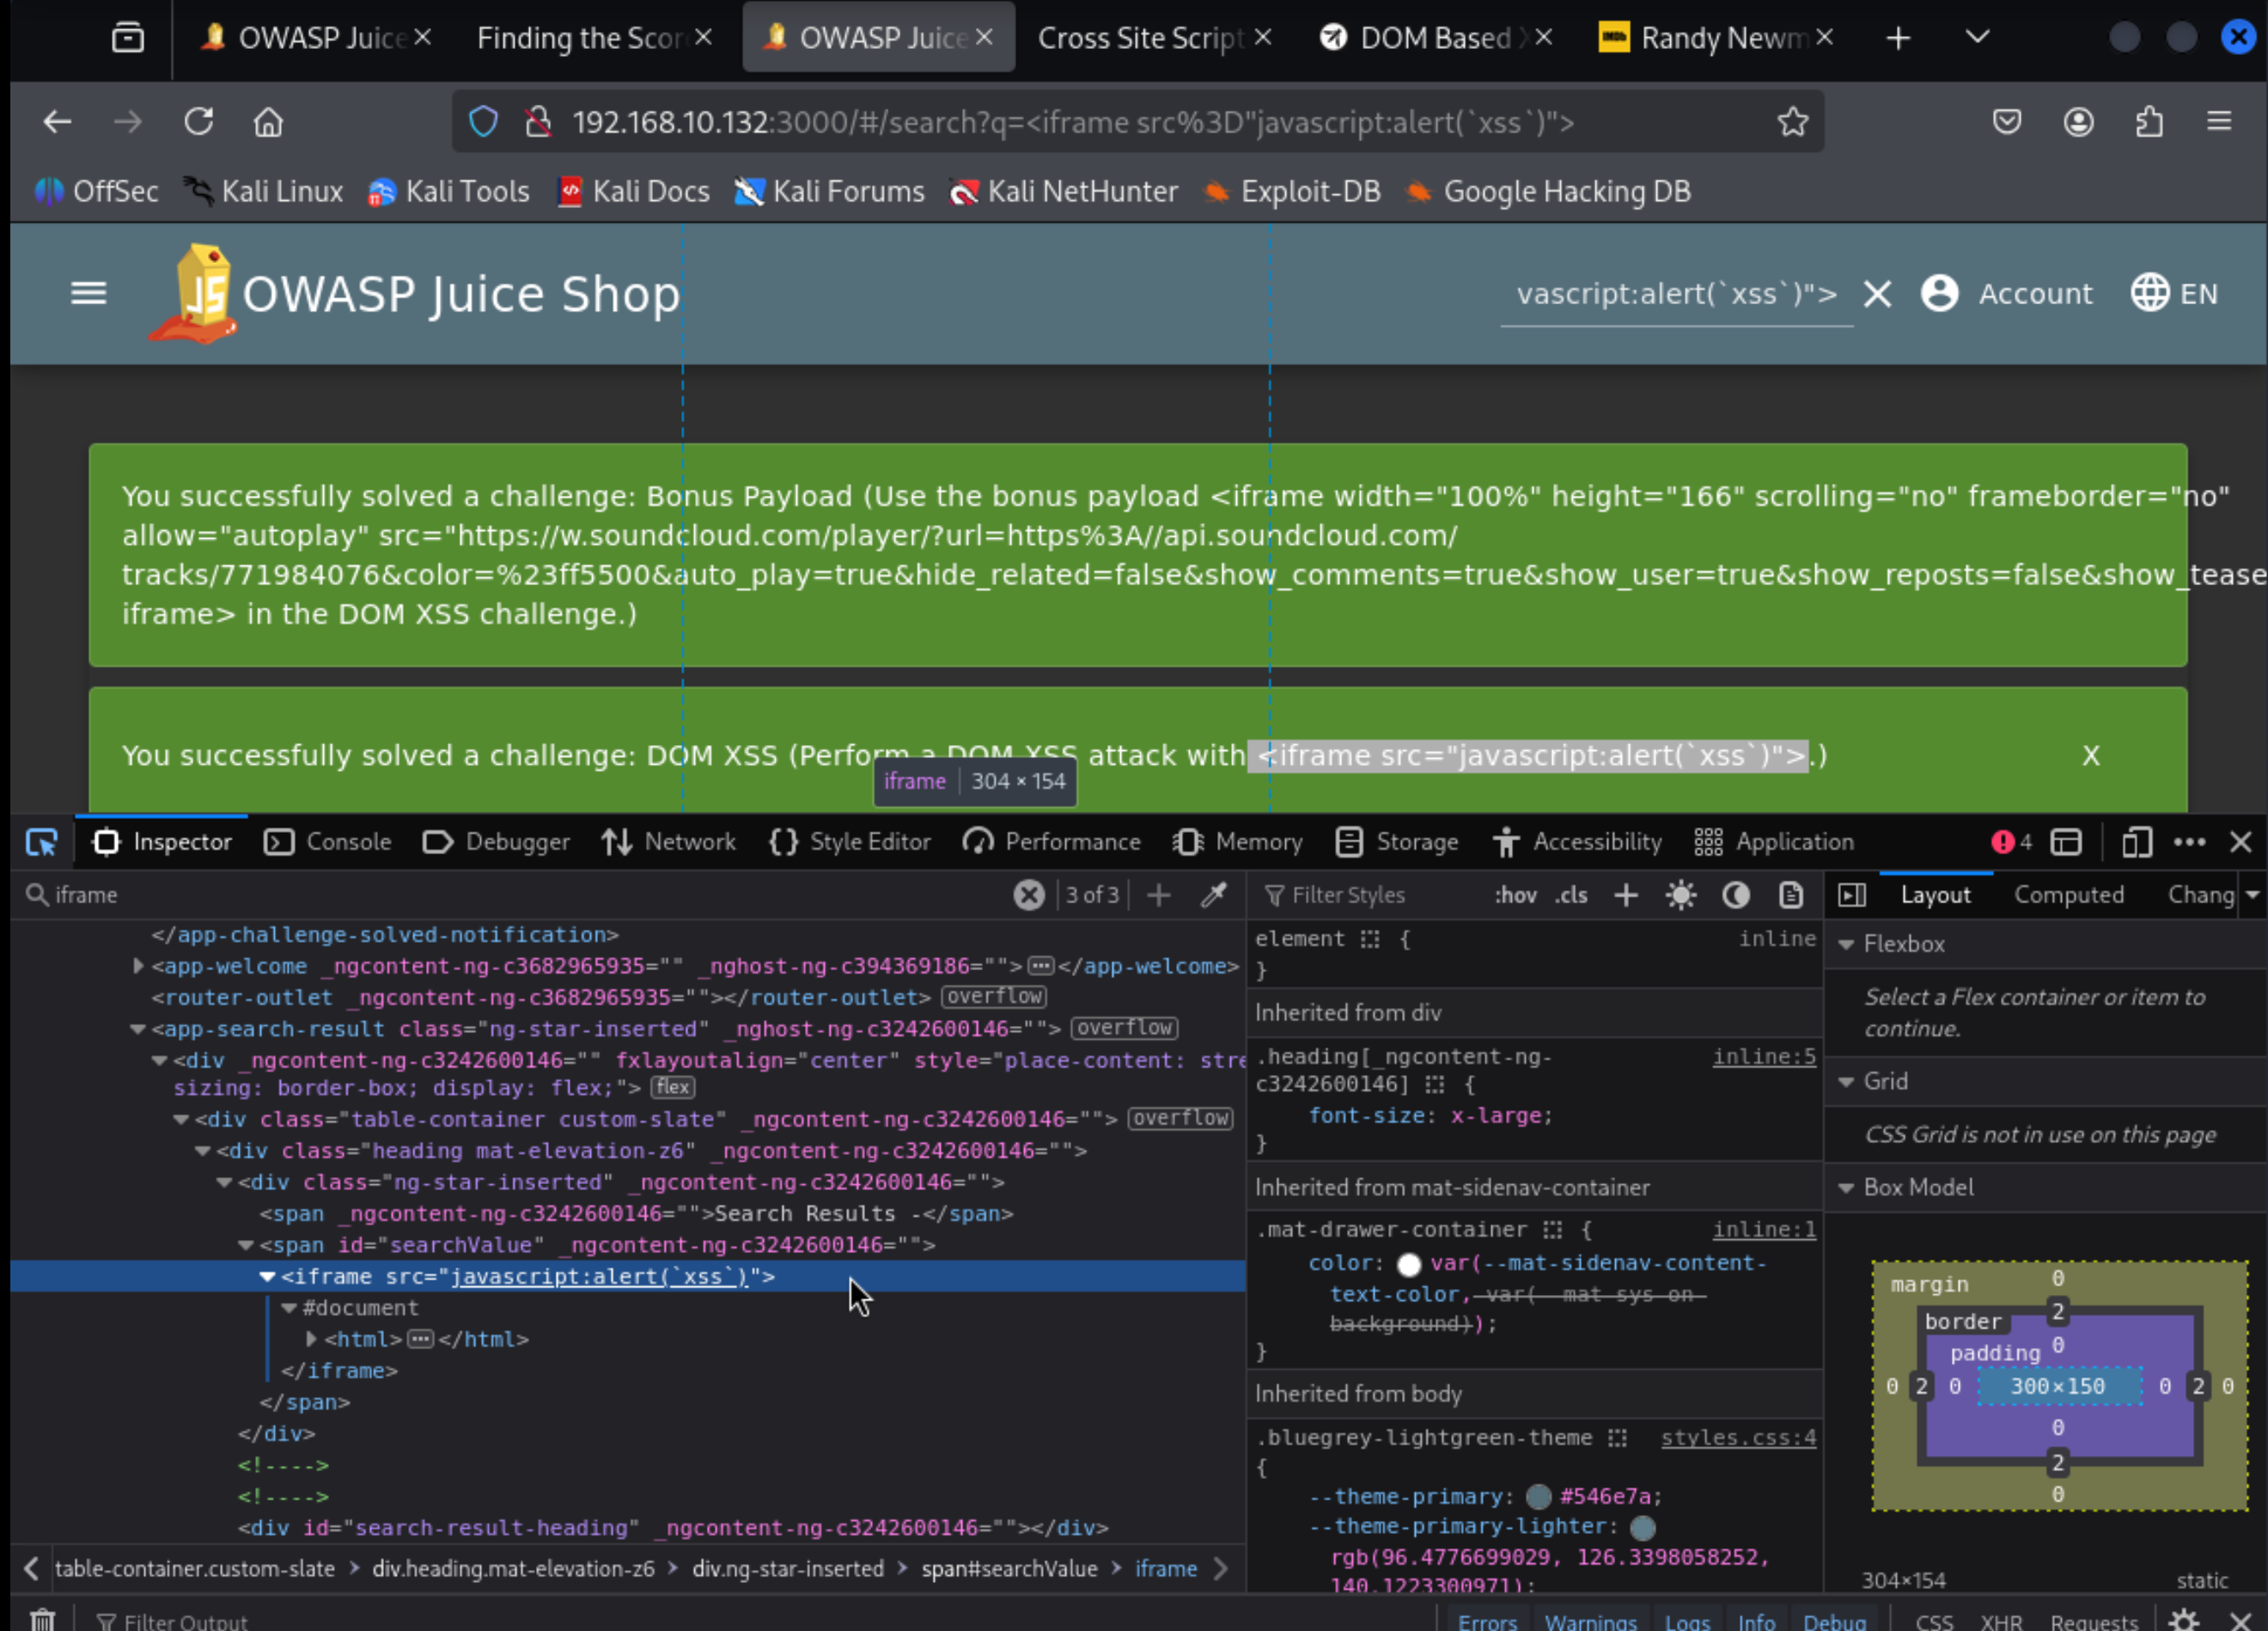 OWASP Juice
Finding the Scor
OWASP Juice
Cross Site Script
DOM Based X
IMDb
Randy Newm
192.168.10.132:3000/#/search?q=<iframe src%3D"javascript:alert(`xss`)">
OffSec
Kali Linux
Kali Tools
Kali Docs
Kali Forums
Kali NetHunter
Exploit-DB
Google Hacking DB
JS
OWASP Juice Shop
vascript:alert(`xss`)">
Account
EN
You successfully solved a challenge: Bonus Payload (Use the bonus payload <iframe width="100%" height="166" scrolling="no" frameborder="no"
allow="autoplay" src="https://w.soundcloud.com/player/?url=https%3A//api.soundcloud.com/
tracks/771984076&color=%23ff5500&auto_play=true&hide_related=false&show_comments=true&show_user=true&show_reposts=false&show_tease
iframe> in the DOM XSS challenge.)
You successfully solved a challenge: DOM XSS (Perform a DOM XSS attack with <iframe src="javascript:alert(`xss`)">.)
X
iframe | 304 × 154
Inspector
Console
Debugger
Network
{} Style Editor
Performance
Memory
Storage
Accessibility
Application
4
iframe
3 of 3
</app-challenge-solved-notification>
<app-welcome _ngcontent-ng-c3682965935="" _nghost-ng-c394369186="">···</app-welcome>
<router-outlet _ngcontent-ng-c3682965935=""></router-outlet> overflow
<app-search-result class="ng-star-inserted" _nghost-ng-c3242600146=""> overflow
<div _ngcontent-ng-c3242600146="" fxlayoutalign="center" style="place-content: stre
sizing: border-box; display: flex;"> flex
<div class="table-container custom-slate" _ngcontent-ng-c3242600146=""> overflow
<div class="heading mat-elevation-z6" _ngcontent-ng-c3242600146="">
<div class="ng-star-inserted" _ngcontent-ng-c3242600146="">
<span _ngcontent-ng-c3242600146="">Search Results -</span>
<span id="searchValue" _ngcontent-ng-c3242600146="">
<iframe src="javascript:alert(`xss`)">
#document
<html>···</html>
</iframe>
</span>
</div>
<!---->
<!---->
<div id="search-result-heading" _ngcontent-ng-c3242600146=""></div>
table-container.custom-slate > div.heading.mat-elevation-z6 > div.ng-star-inserted > span#searchValue > iframe
Filter Styles
:hov
.cls
element {
inline
}
Inherited from div
.heading[_ngcontent-ng-
inline:5
c3242600146] {
font-size: x-large;
}
Inherited from mat-sidenav-container
.mat-drawer-container {
inline:1
color: var(--mat-sidenav-content-
text-color, var(--mat-sys-on-
background));
}
Inherited from body
.bluegrey-lightgreen-theme
styles.css:4
{
--theme-primary: #546e7a;
--theme-primary-lighter:
rgb(96.4776699029, 126.3398058252,
140.1223300971);
Layout
Computed
Chang
Flexbox
Select a Flex container or item to
continue.
Grid
CSS Grid is not in use on this page
Box Model
margin
0
border
2
padding
0
0 2 0 300×150 0 2 0
0
2
0
304×154
static
Filter Output
Errors
Warnings
Logs
Info
Debug
CSS
XHR
Requests